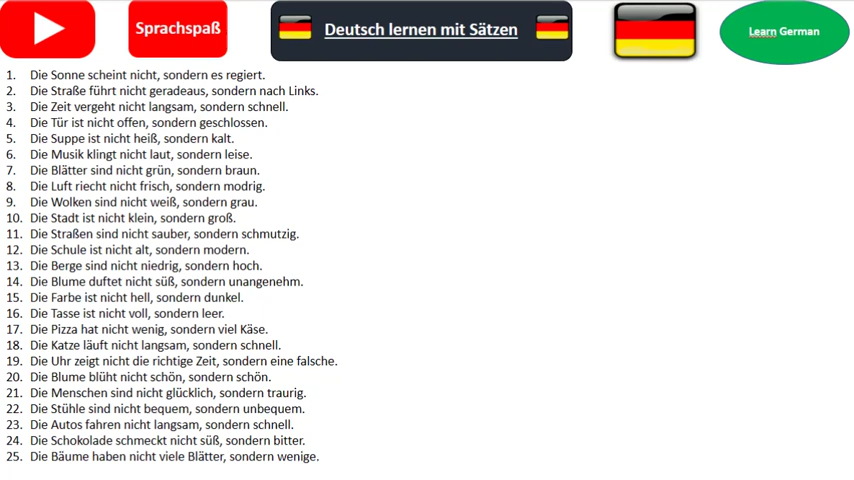 Sprachspaß
Deutsch lernen mit Sätzen
Learn German
1. Die Sonne scheint nicht, sondern es regiert.
2. Die Straße führt nicht geradeaus, sondern nach Links.
3. Die Zeit vergeht nicht langsam, sondern schnell.
4. Die Tür ist nicht offen, sondern geschlossen.
5. Die Suppe ist nicht heiß, sondern kalt.
6. Die Musik klingt nicht laut, sondern leise.
7. Die Blätter sind nicht grün, sondern braun.
8. Die Luft riecht nicht frisch, sondern modrig.
9. Die Wolken sind nicht weiß, sondern grau.
10. Die Stadt ist nicht klein, sondern groß.
11. Die Straßen sind nicht sauber, sondern schmutzig.
12. Die Schule ist nicht alt, sondern modern.
13. Die Berge sind nicht niedrig, sondern hoch.
14. Die Blume duftet nicht süß, sondern unangenehm.
15. Die Farbe ist nicht hell, sondern dunkel.
16. Die Tasse ist nicht voll, sondern leer.
17. Die Pizza hat nicht wenig, sondern viel Käse.
18. Die Katze läuft nicht langsam, sondern schnell.
19. Die Uhr zeigt nicht die richtige Zeit, sondern eine falsche.
20. Die Blume blüht nicht schön, sondern schön.
21. Die Menschen sind nicht glücklich, sondern traurig.
22. Die Stühle sind nicht bequem, sondern unbequem.
23. Die Autos fahren nicht langsam, sondern schnell.
24. Die Schokolade schmeckt nicht süß, sondern bitter.
25. Die Bäume haben nicht viele Blätter, sondern wenige.